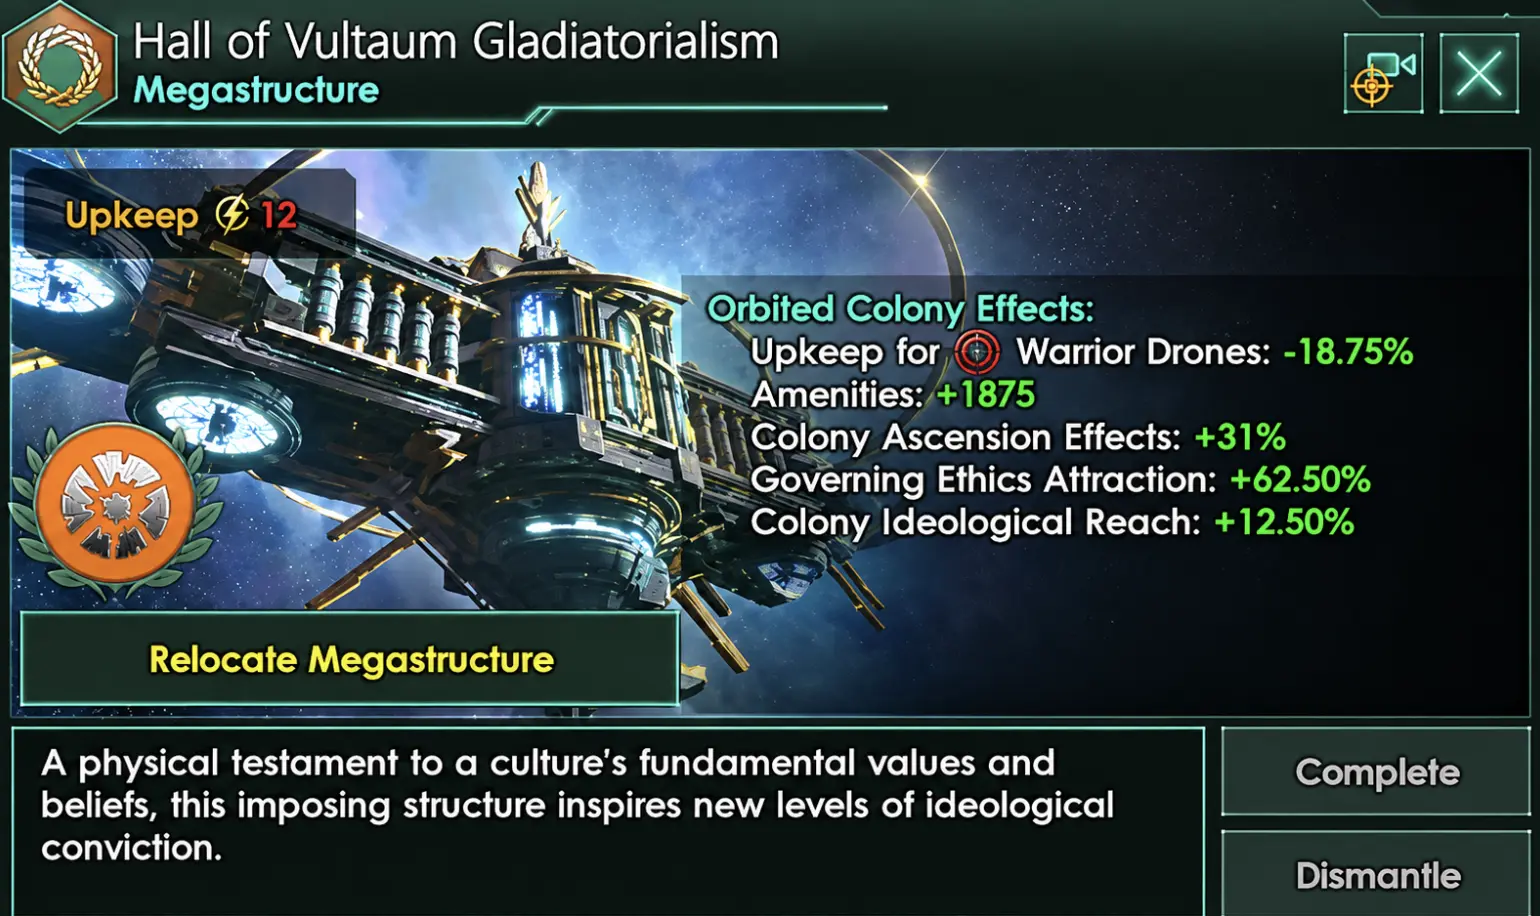 Hall of Vultaum Gladiatorialism
Megastructure
Upkeep 12
Orbited Colony Effects:
Upkeep for Warrior Drones: -18.75%
Amenities: +1875
Colony Ascension Effects: +31%
Governing Ethics Attraction: +62.50%
Colony Ideological Reach: +12.50%
Relocate Megastructure
A physical testament to a culture's fundamental values and
beliefs, this imposing structure inspires new levels of ideological
conviction.
Complete
Dismantle